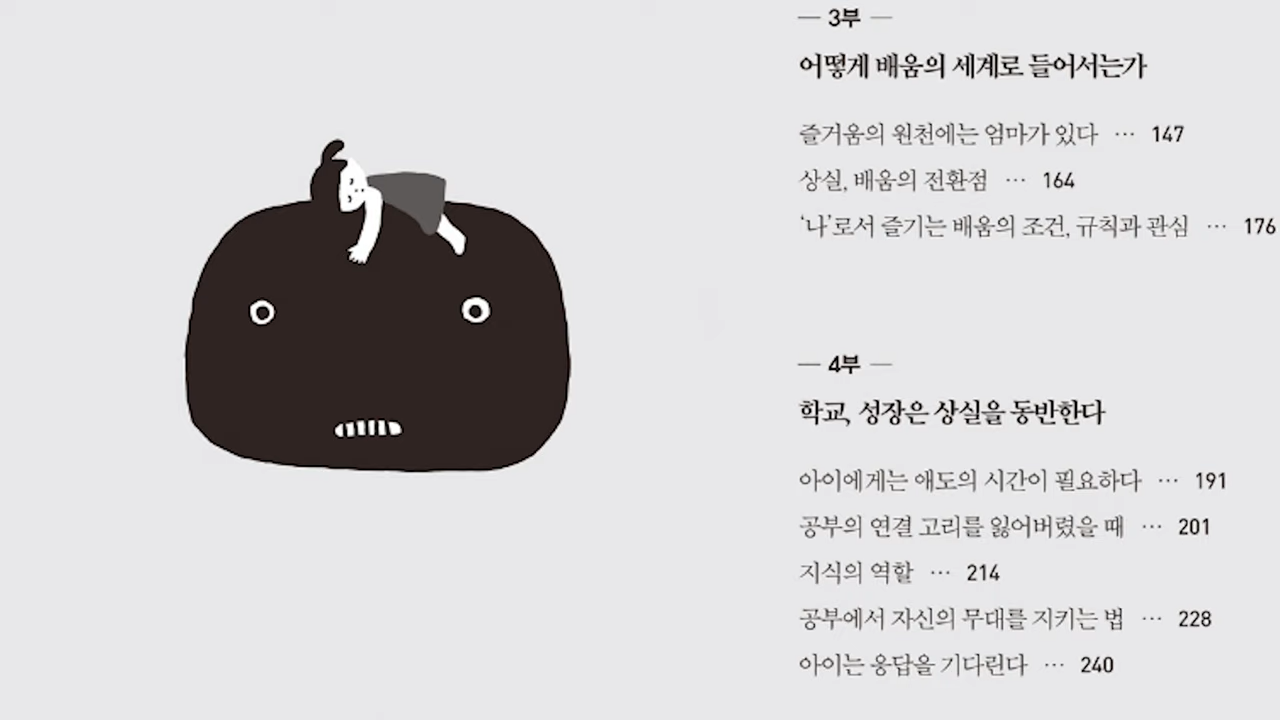 — 3부 —
어떻게 배움의 세계로 들어서는가
즐거움의 원천에는 엄마가 있다 ··· 147
상실, 배움의 전환점 ··· 164
‘나’로서 즐기는 배움의 조건, 규칙과 관심 ··· 176
— 4부 —
학교, 성장은 상실을 동반한다
아이에게는 애도의 시간이 필요하다 ··· 191
공부의 연결 고리를 잃어버렸을 때 ··· 201
지식의 역할 ··· 214
공부에서 자신의 무대를 지키는 법 ··· 228
아이는 응답을 기다린다 ··· 240